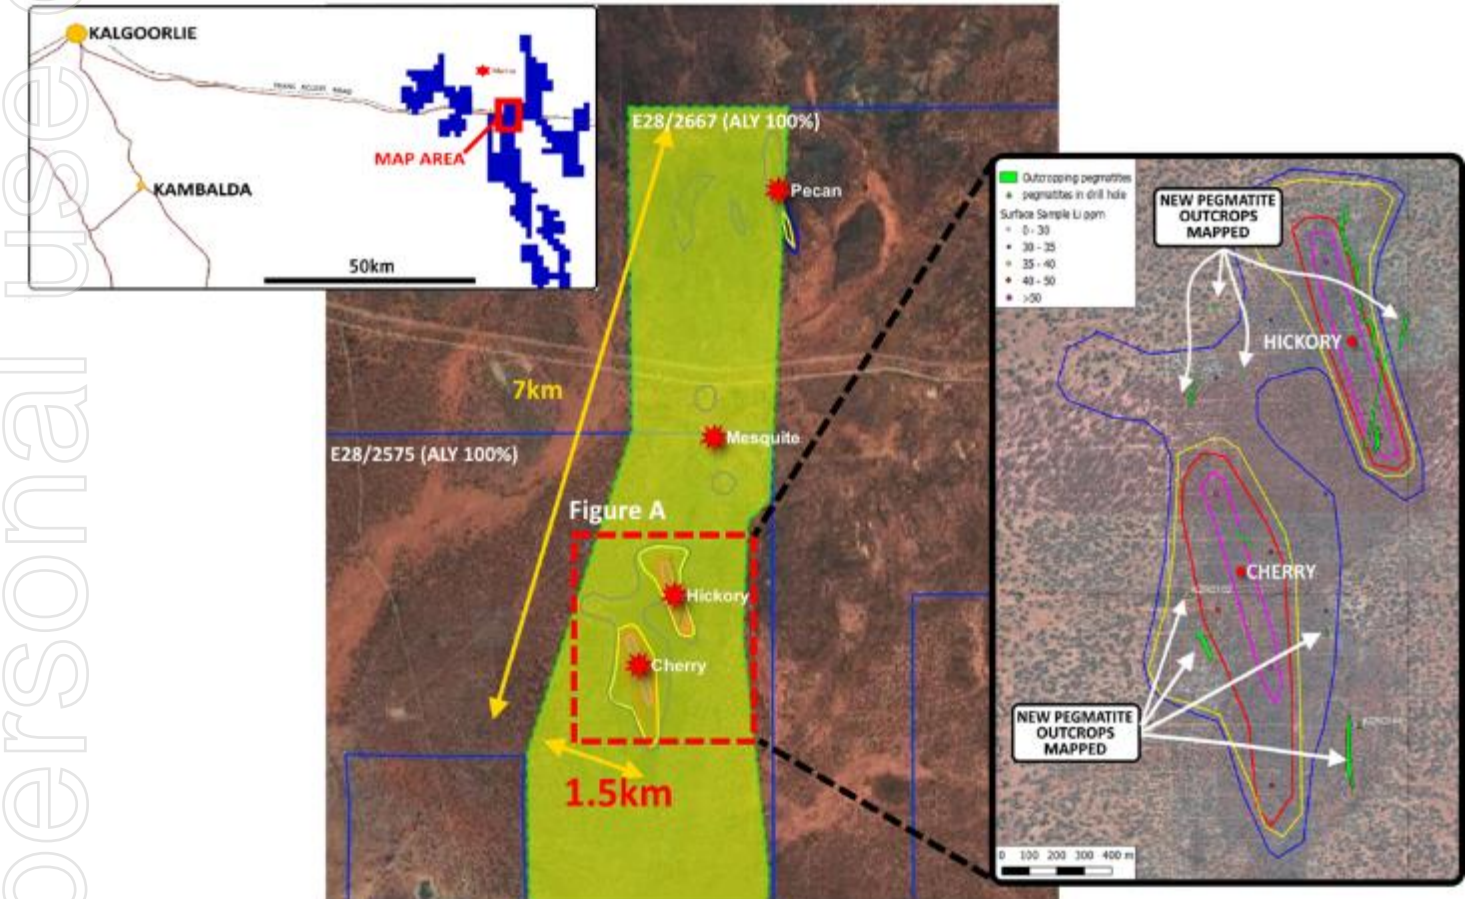 personal use o
KALGOORLIE
KAMBALDA
MAP AREA
50km
E28/2667 (ALY 100%)
Pecan
7km
Mesquite
E28/2575 (ALY 100%)
Figure A
Hickory
Cherry
1.5km
Outcropping pegmatites
pegmatites in drill hole
Surface Sample Li ppm
0 - 30
30 - 35
35 - 40
40 - 50
>50
NEW PEGMATITE
OUTCROPS
MAPPED
HICKORY
CHERRY
NEW PEGMATITE
OUTCROPS
MAPPED
0 100 200 300 400 m